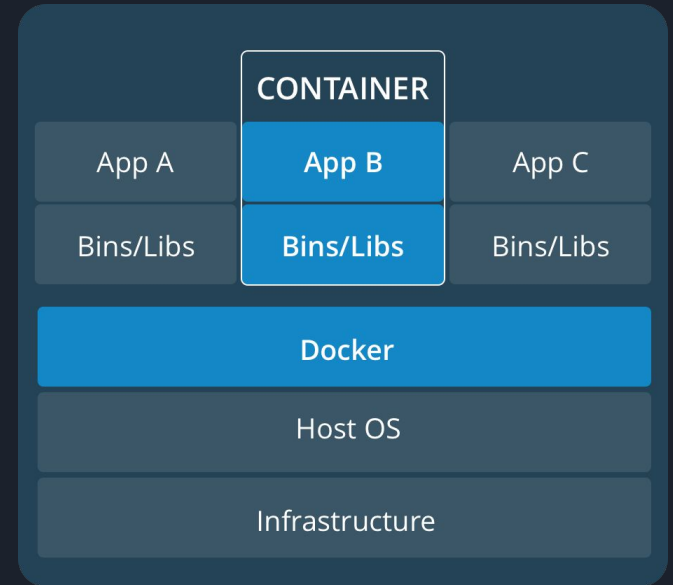 CONTAINER
App A App B App C
Bins/Libs Bins/Libs Bins/Libs
Docker
Host OS
Infrastructure